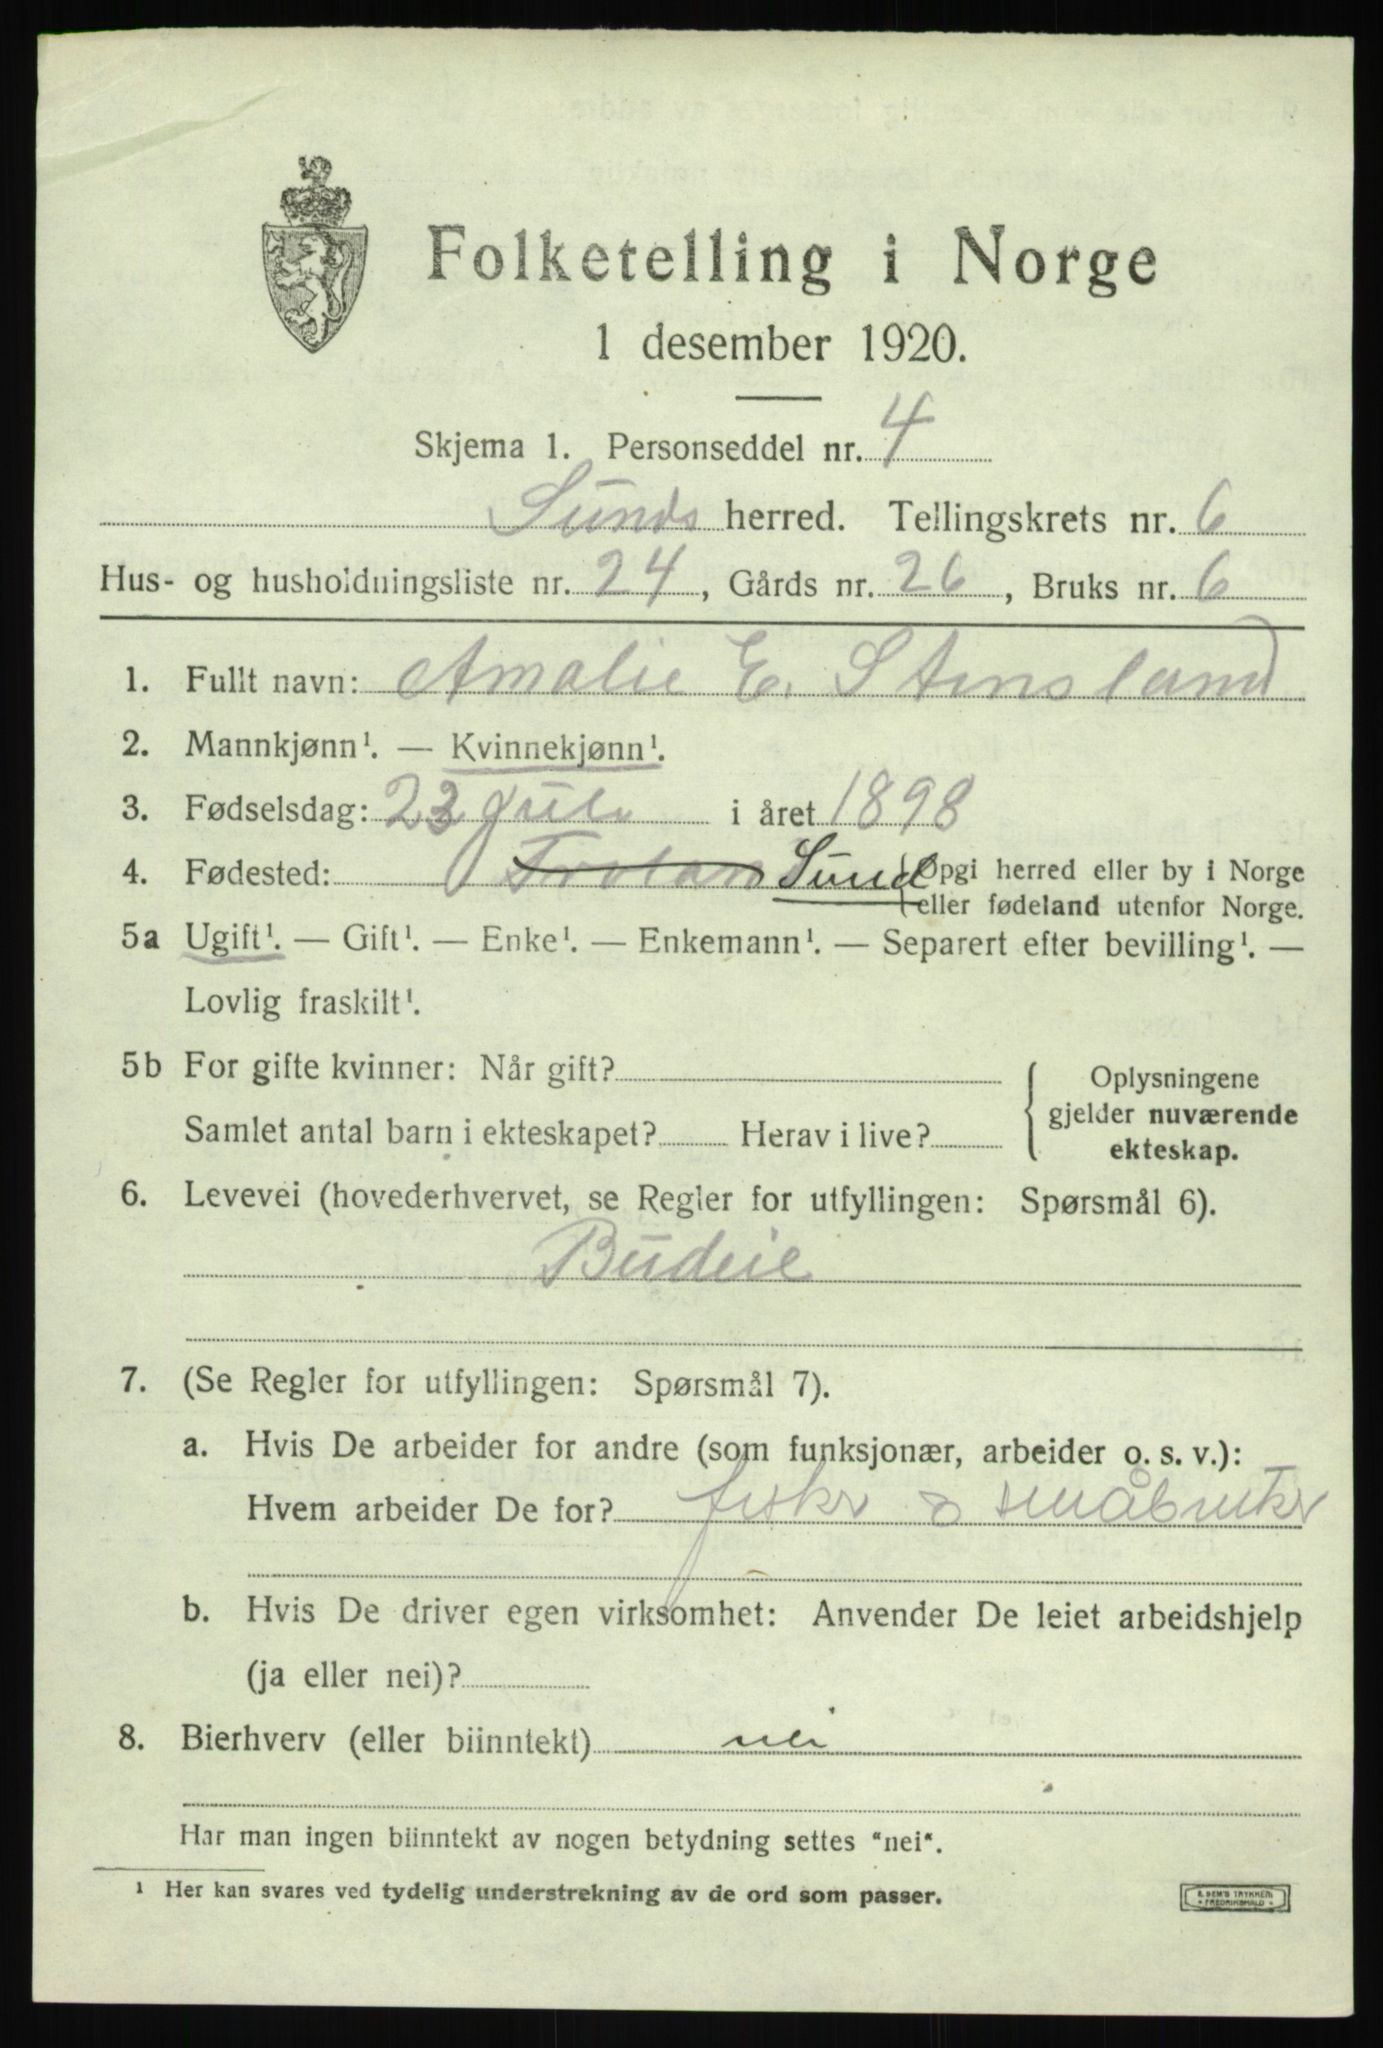 Folketelling i Norge
1 desember 1920.
Skjema 1. Personseddel nr. 4
Sunds herred. Tellingskrets nr. 6
Hus- og husholdningsliste nr. 24, Gårds nr. 26, Bruks nr. 6
1. Fullt navn: Amalie E. Stensland
2. Mannkjønn¹. — Kvinnekjønn¹.
3. Fødselsdag: 23 juli i året 1898
4. Fødested: Sund (Opgi herred eller by i Norge
eller fødeland utenfor Norge.
5a Ugift¹. — Gift¹. — Enke¹. — Enkemann¹. — Separert efter bevilling¹. —
Lovlig fraskilt¹.
5b For gifte kvinner: Når gift?
Samlet antal barn i ekteskapet? Herav i live?
Oplysningene
gjelder nuværende
ekteskap.
6. Levevei (hovederhvervet, se Regler for utfyllingen: Spørsmål 6).
Budeie
7. (Se Regler for utfyllingen: Spørsmål 7).
a. Hvis De arbeider for andre (som funksjonær, arbeider o. s. v.):
Hvem arbeider De for? fisker o småbruker
b. Hvis De driver egen virksomhet: Anvender De leiet arbeidshjelp
(ja eller nei)?
8. Bierhverv (eller biinntekt) nei
Har man ingen biinntekt av nogen betydning settes "nei".
¹ Her kan svares ved tydelig understrekning av de ord som passer.